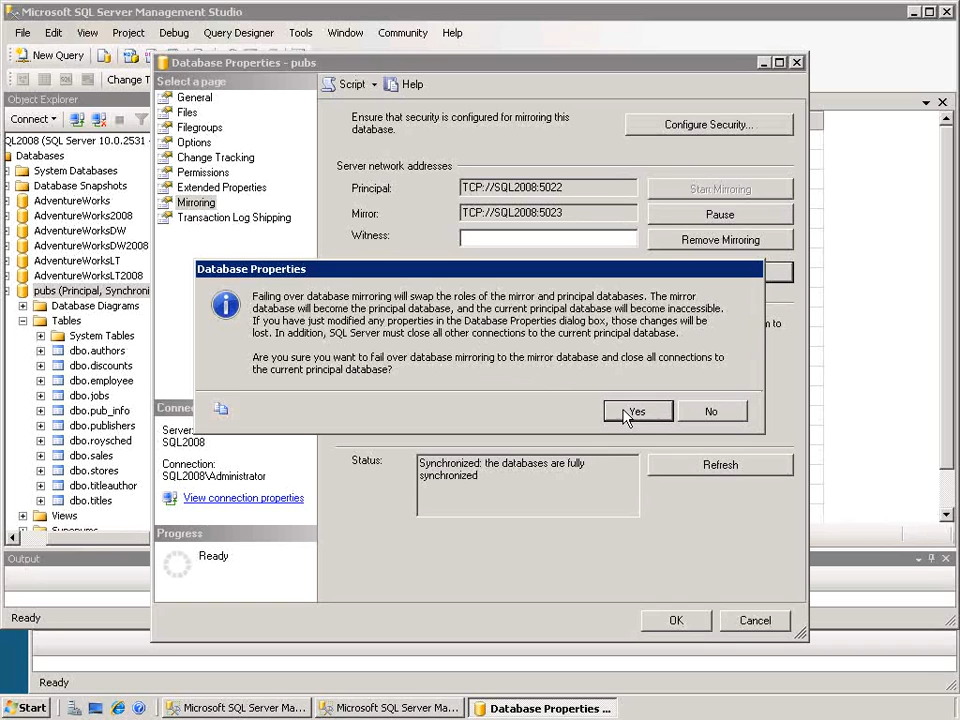 Microsoft SQL Server Management Studio
File Edit View Project Debug Query Designer Tools Window Community Help
New Query
Change T
Object Explorer
Connect
QL2008 (SQL Server 10.0.2531 -
Databases
System Databases
Database Snapshots
AdventureWorks
AdventureWorks2008
AdventureWorksDW
AdventureWorksDW2008
AdventureWorksLT
AdventureWorksLT2008
pubs (Principal, Synchroni
Database Diagrams
Tables
System Tables
dbo.authors
dbo.discounts
dbo.employee
dbo.jobs
dbo.pub_info
dbo.publishers
dbo.roysched
dbo.sales
dbo.stores
dbo.titleauthor
dbo.titles
Views
Synonyms
Output
Ready
Ready
Database Properties - pubs
Select a page
General
Files
Filegroups
Options
Change Tracking
Permissions
Extended Properties
Mirroring
Transaction Log Shipping
Script Help
Ensure that security is configured for mirroring this
database.
Configure Security...
Server network addresses
Principal: TCP://SQL2008:5022 Start Mirroring
Mirror: TCP://SQL2008:5023 Pause
Witness: Remove Mirroring
m to
Database Properties
Failing over database mirroring will swap the roles of the mirror and principal databases. The mirror
database will become the principal database, and the current principal database will become inaccessible.
If you have just modified any properties in the Database Properties dialog box, those changes will be
lost. In addition, SQL Server must close all other connections to the current principal database.
Are you sure you want to fail over database mirroring to the mirror database and close all connections to
the current principal database?
Yes No
Connec
Server:
SQL2008
Connection:
SQL2008\Administrator
View connection properties
Progress
Ready
Status: Synchronized: the databases are fully
synchronized
Refresh
OK Cancel
Start Microsoft SQL Server Ma... Microsoft SQL Server Ma... Database Properties ...